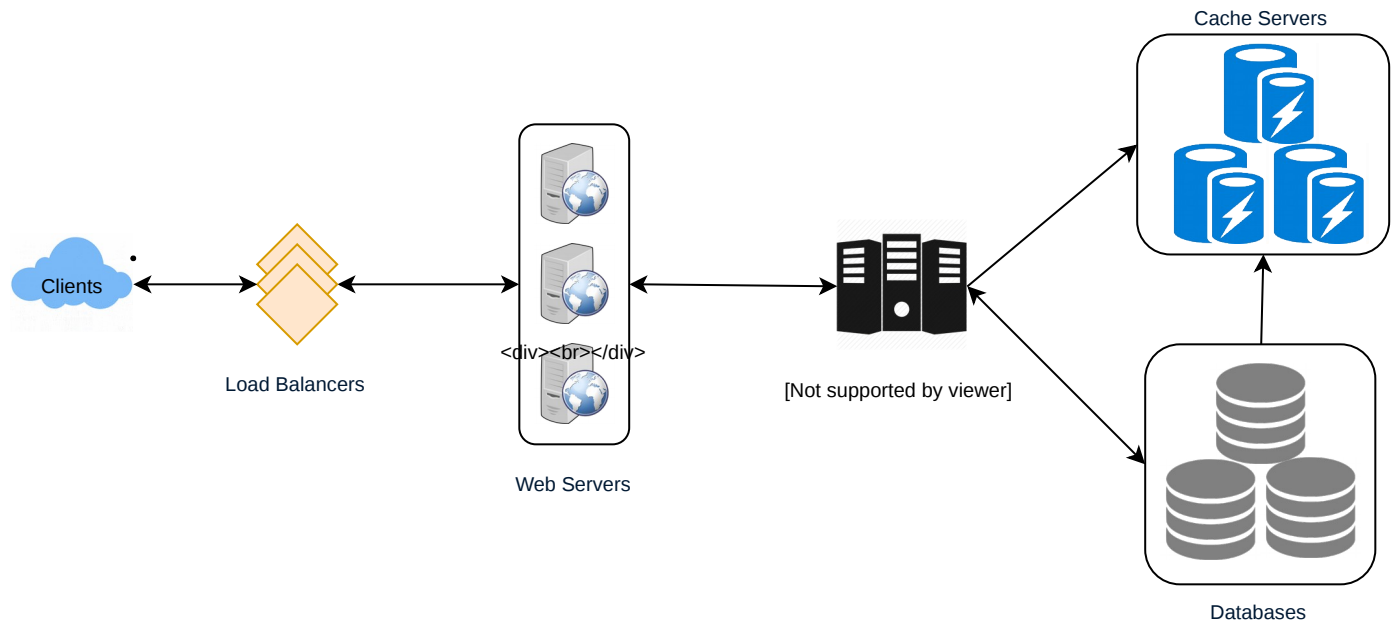 Cache Servers
Clients
<div><br></div>
Load Balancers
[Not supported by viewer]
Web Servers
Databases